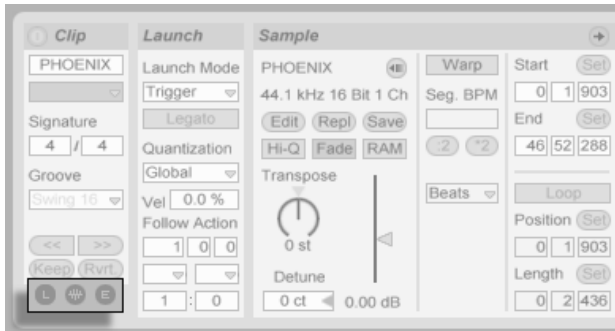 Clip
PHOENIX
Signature
4 / 4
Groove
Swing 16
<< >>
Keep Rvrt.
L E
Launch
Launch Mode
Trigger
Legato
Quantization
Global
Vel 0.0 %
Follow Action
1 0 0
1 : 0
Sample
PHOENIX
44.1 kHz 16 Bit 1 Ch
Edit Repl Save
Hi-Q Fade RAM
Transpose
0 st
Detune
0 ct 0.00 dB
Warp
Seg. BPM
:2 *2
Beats
Start Set
0 1 903
End Set
46 52 288
Loop
Position Set
0 1 903
Length Set
0 2 436